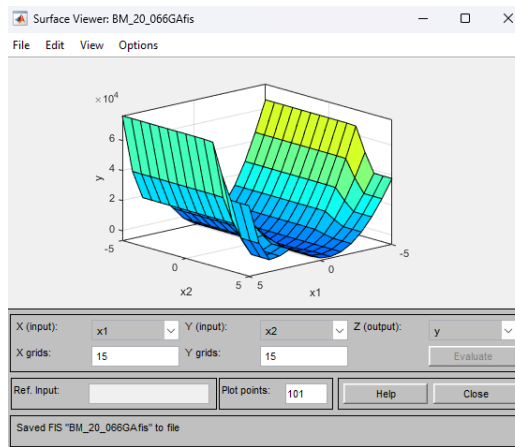 Surface Viewer: BM_20_066GAfis
File Edit View Options
×10⁴
6
4
2
0
y
-5
0
5
x2
5
0
-5
x1
X (input): x1 Y (input): x2 Z (output): y
X grids: 15 Y grids: 15 Evaluate
Ref. Input: Plot points: 101 Help Close
Saved FIS "BM_20_066GAfis" to file